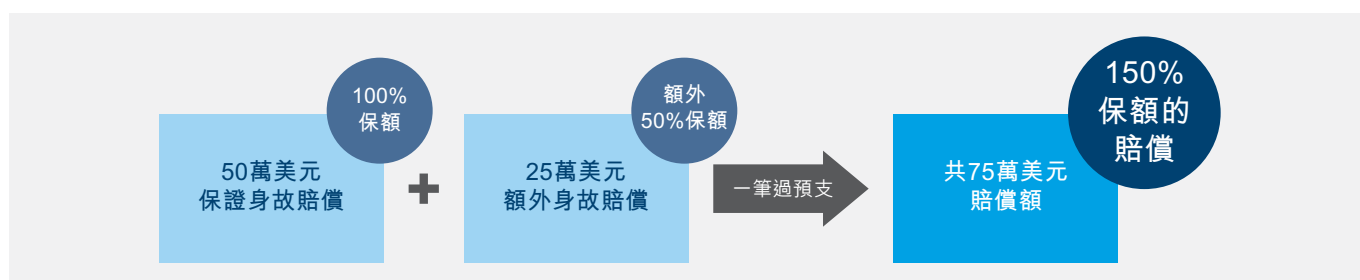 100%
保額
50萬美元
保證身故賠償
+
額外
50%保額
25萬美元
額外身故賠償
一筆過預支
150%
保額的
賠償
共75萬美元
賠償額